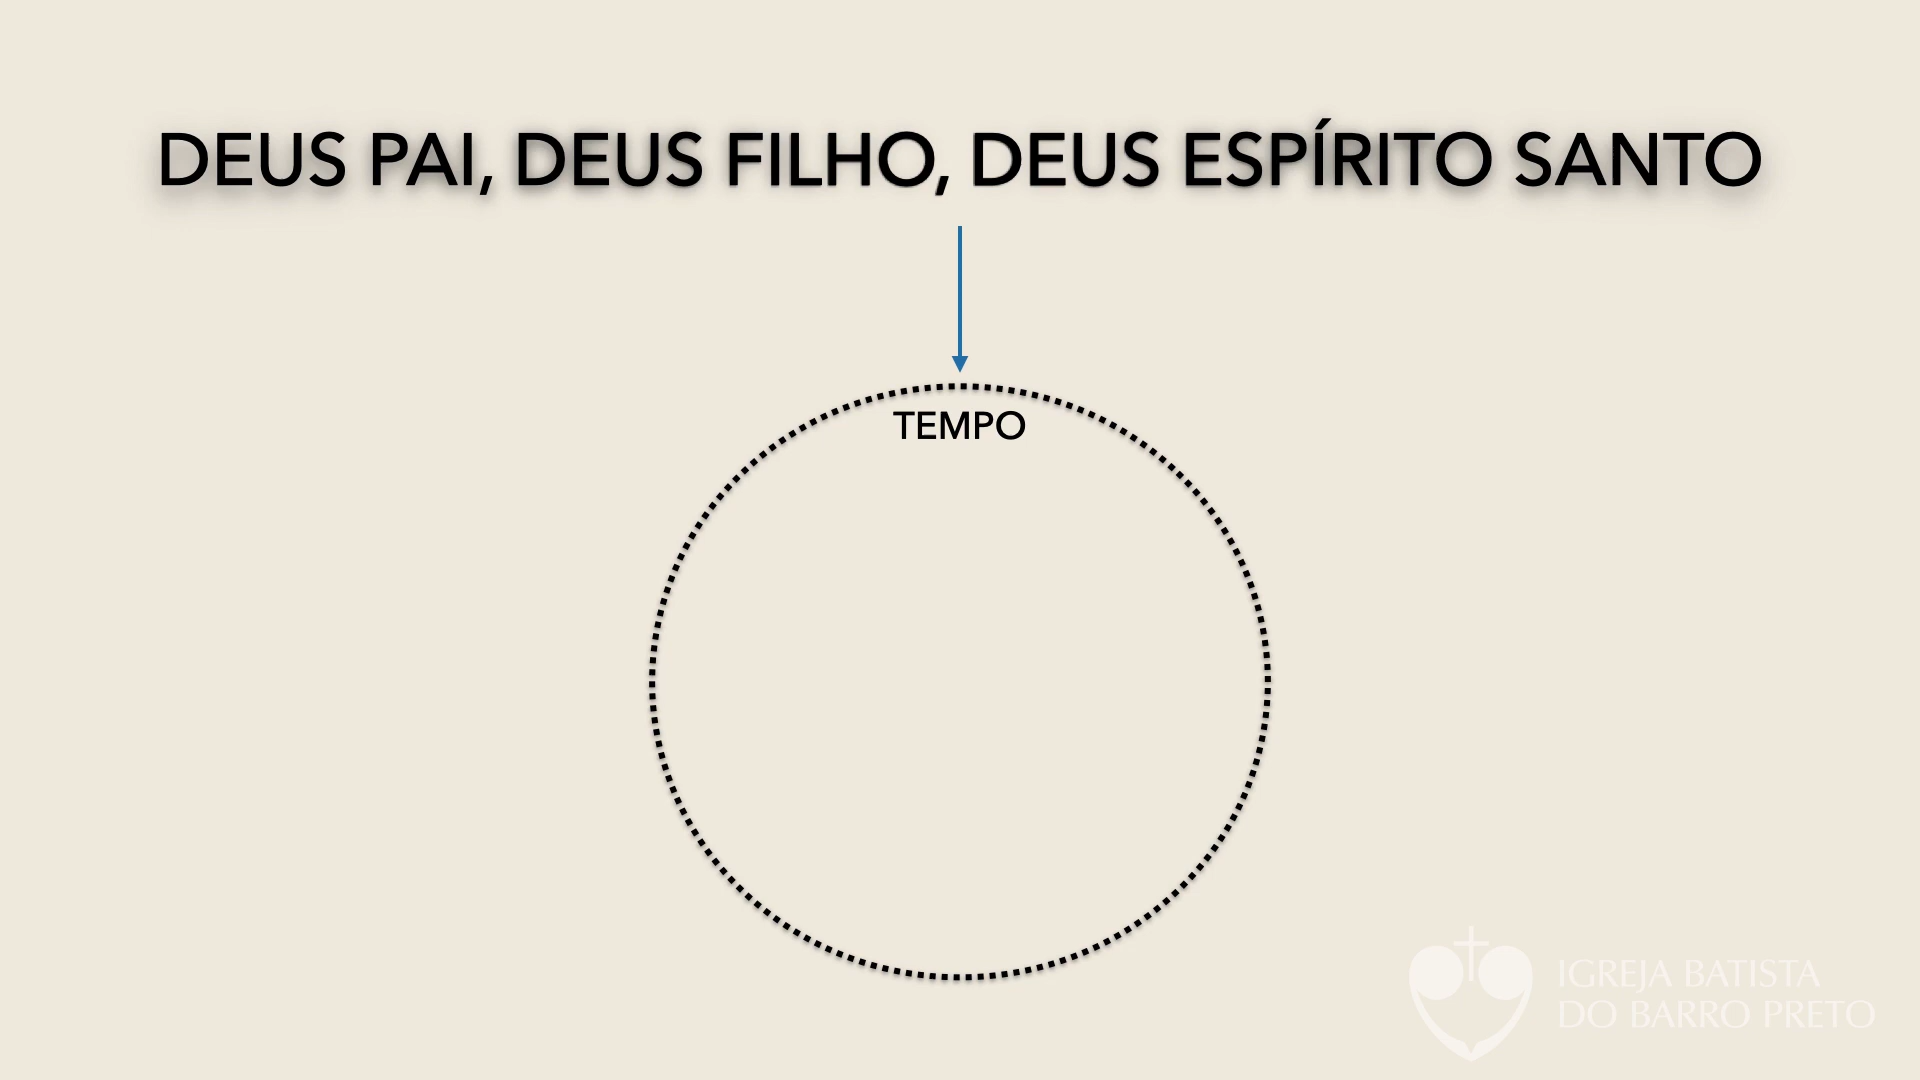 DEUS PAI, DEUS FILHO, DEUS ESPÍRITO SANTO
TEMPO
IGREJA BATISTA
DO BARRO PRETO